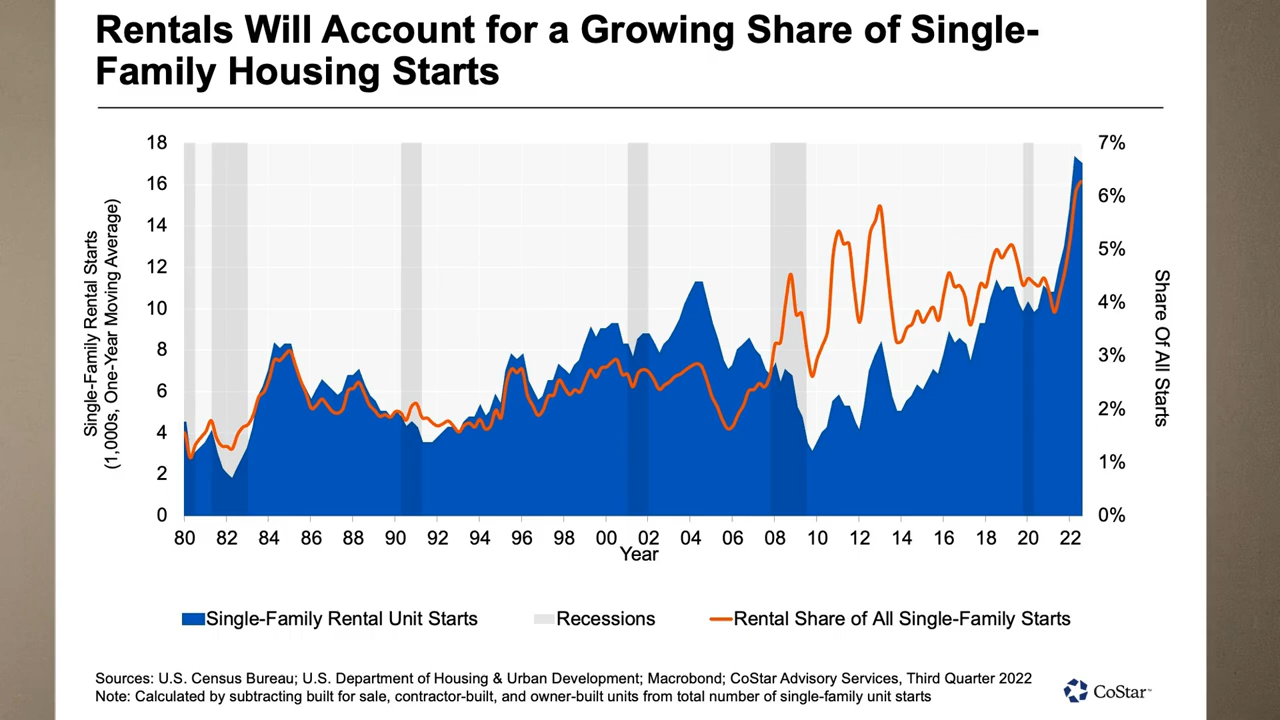 Rentals Will Account for a Growing Share of Single-
Family Housing Starts
Single-Family Rental Starts
(1,000s, One-Year Moving Average)
18
16
14
12
10
8
6
4
2
0
7%
6%
5%
4%
3%
2%
1%
0%
Share Of All Starts
80 82 84 86 88 90 92 94 96 98 00 02 04 06 08 10 12 14 16 18 20 22
Year
Single-Family Rental Unit Starts Recessions Rental Share of All Single-Family Starts
Sources: U.S. Census Bureau; U.S. Department of Housing & Urban Development; Macrobond; CoStar Advisory Services, Third Quarter 2022
Note: Calculated by subtracting built for sale, contractor-built, and owner-built units from total number of single-family unit starts
CoStar™